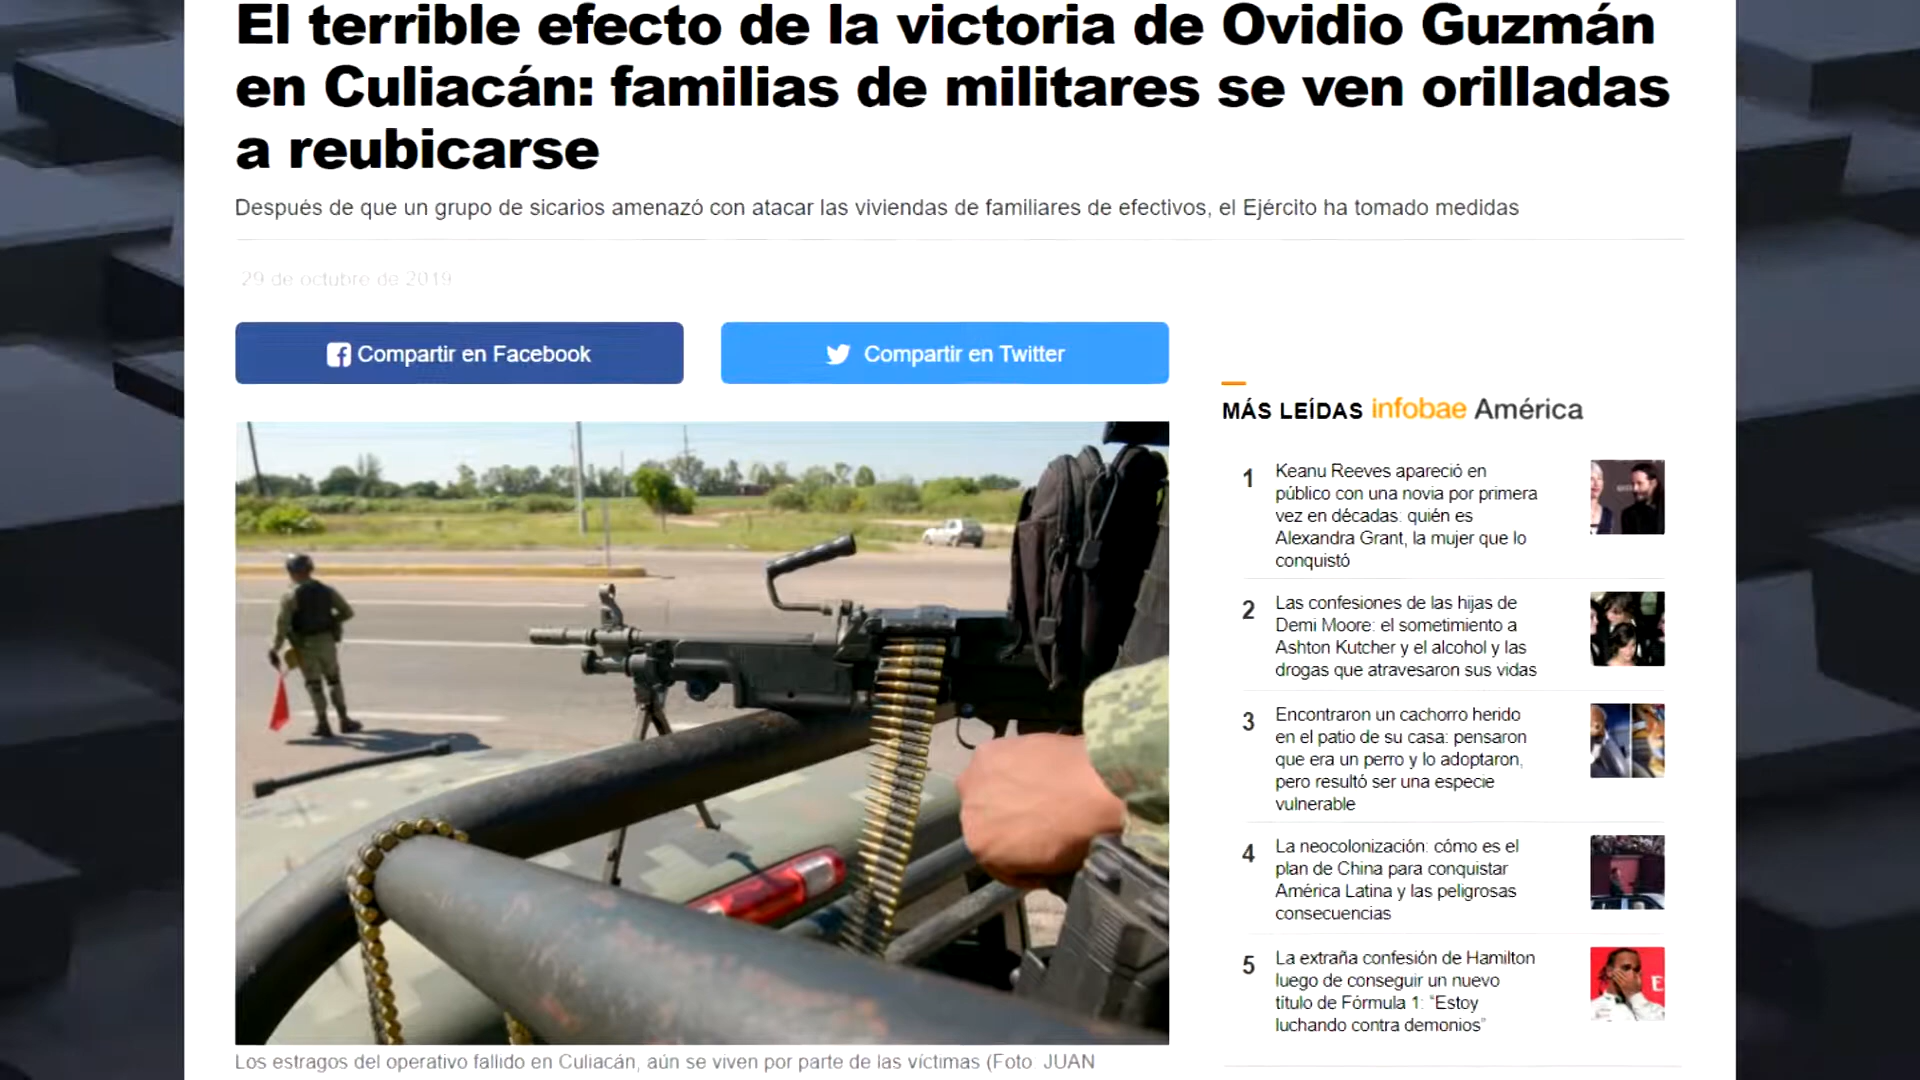 El terrible efecto de la victoria de Ovidio Guzmán
en Culiacán: familias de militares se ven orilladas
a reubicarse
Después de que un grupo de sicarios amenazó con atacar las viviendas de familiares de efectivos, el Ejército ha tomado medidas
29 de octubre de 2019
Compartir en Facebook
Compartir en Twitter
MÁS LEÍDAS infobae América
1 Keanu Reeves apareció en
público con una novia por primera
vez en décadas: quién es
Alexandra Grant, la mujer que lo
conquistó
2 Las confesiones de las hijas de
Demi Moore: el sometimiento a
Ashton Kutcher y el alcohol y las
drogas que atravesaron sus vidas
3 Encontraron un cachorro herido
en el patio de su casa: pensaron
que era un perro y lo adoptaron,
pero resultó ser una especie
vulnerable
4 La neocolonización: cómo es el
plan de China para conquistar
América Latina y las peligrosas
consecuencias
5 La extraña confesión de Hamilton
luego de conseguir un nuevo
título de Fórmula 1: "Estoy
luchando contra demonios"
Los estragos del operativo fallido en Culiacán, aún se viven por parte de las víctimas (Foto JUAN